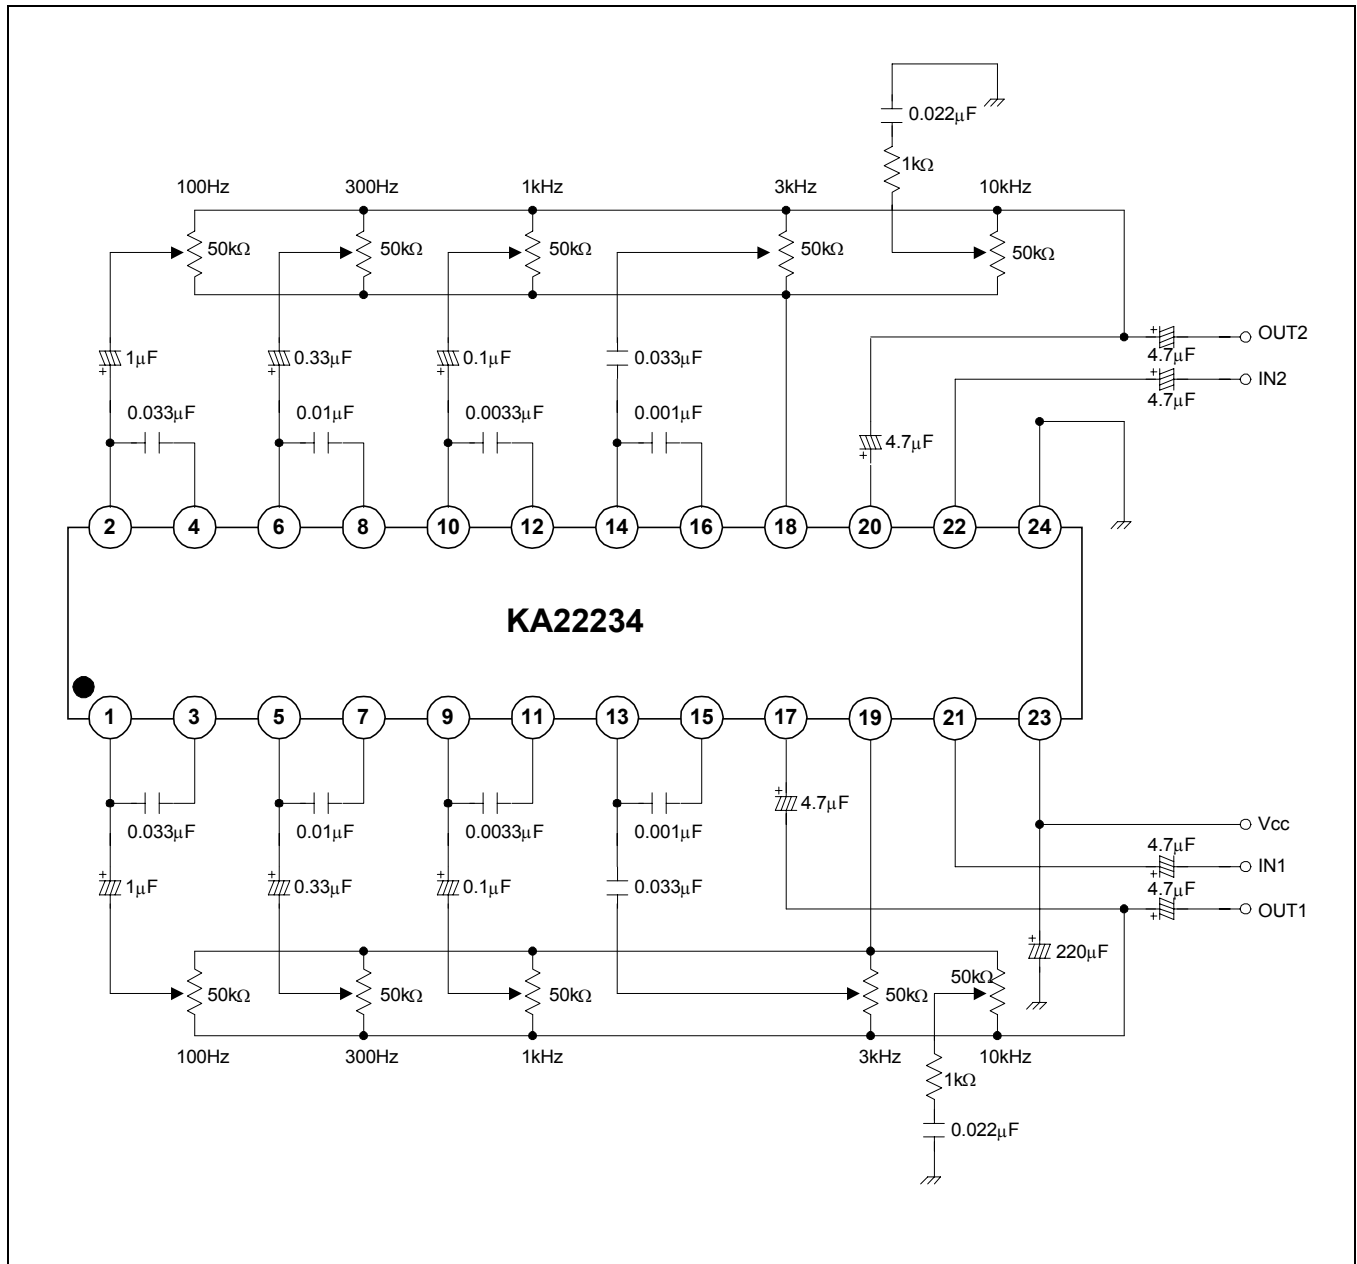 0.022μF
1kΩ
100Hz 300Hz 1kHz 3kHz 10kHz
50kΩ 50kΩ 50kΩ 50kΩ 50kΩ
+ OUT2
4.7μF
1μF 0.33μF 0.1μF 0.033μF
+ + +
+ IN2
4.7μF
0.033μF 0.01μF 0.0033μF 0.001μF
4.7μF
+
2 4 6 8 10 12 14 16 18 20 22 24
KA22234
1 3 5 7 9 11 13 15 17 19 21 23
+
4.7μF
0.033μF 0.01μF 0.0033μF 0.001μF
Vcc
4.7μF
+ IN1
+ + +
1μF 0.33μF 0.1μF 0.033μF
4.7μF
+ OUT1
+
220μF
50kΩ 50kΩ 50kΩ 50kΩ 50kΩ
100Hz 300Hz 1kHz 3kHz 10kHz
1kΩ
0.022μF